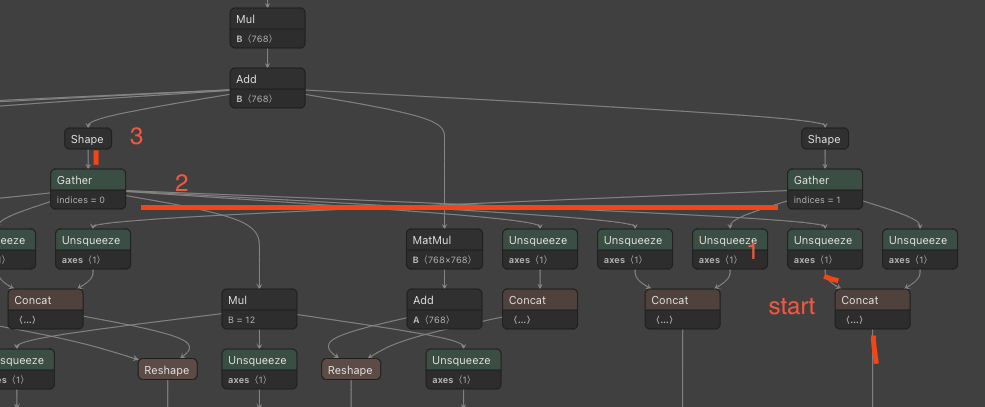 Mul
B ⟨768⟩
Add
B ⟨768⟩
Shape
3
Shape
Gather
indices = 0
2
Gather
indices = 1
eeze
⟩
Unsqueeze
axes ⟨1⟩
MatMul
B ⟨768×768⟩
Unsqueeze
axes ⟨1⟩
Unsqueeze
axes ⟨1⟩
Unsqueeze
axes ⟨1⟩
1
Unsqueeze
axes ⟨1⟩
Unsqueeze
axes ⟨1⟩
Concat
⟨...⟩
Mul
B = 12
Add
A ⟨768⟩
Concat
⟨...⟩
Concat
⟨...⟩
start
Concat
⟨...⟩
squeeze
es ⟨1⟩
Reshape
Unsqueeze
axes ⟨1⟩
Reshape
Unsqueeze
axes ⟨1⟩